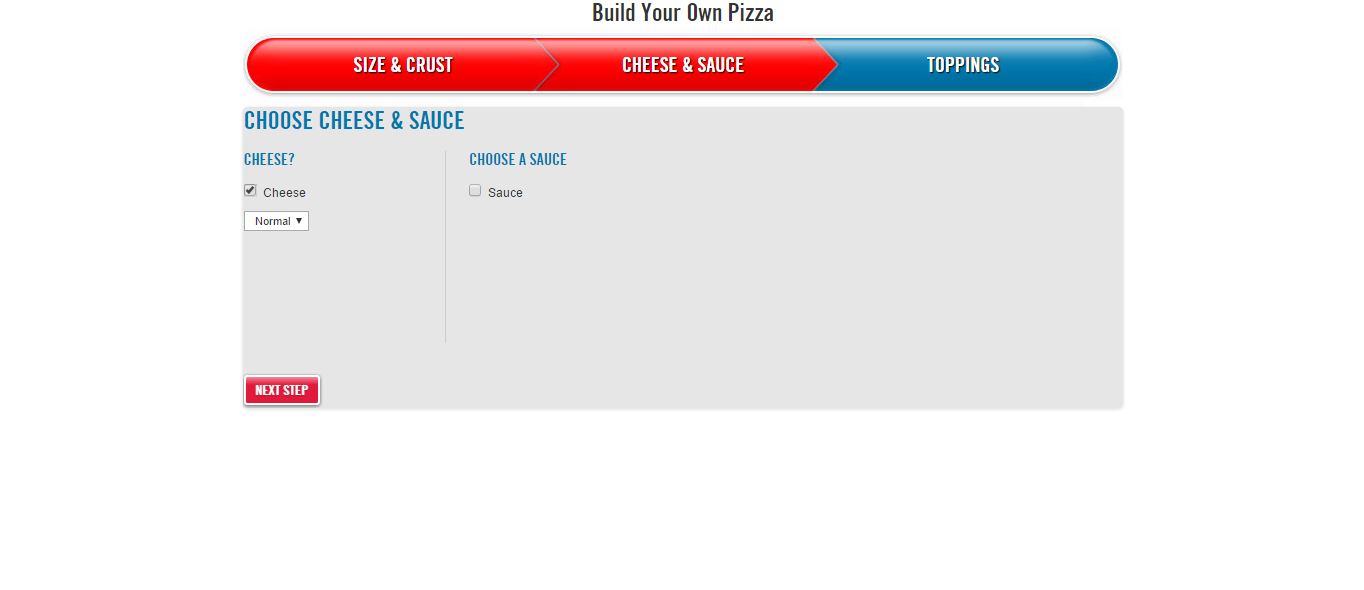 Build Your Own Pizza
SIZE & CRUST CHEESE & SAUCE TOPPINGS
CHOOSE CHEESE & SAUCE
CHEESE? CHOOSE A SAUCE
Cheese Sauce
Normal
NEXT STEP